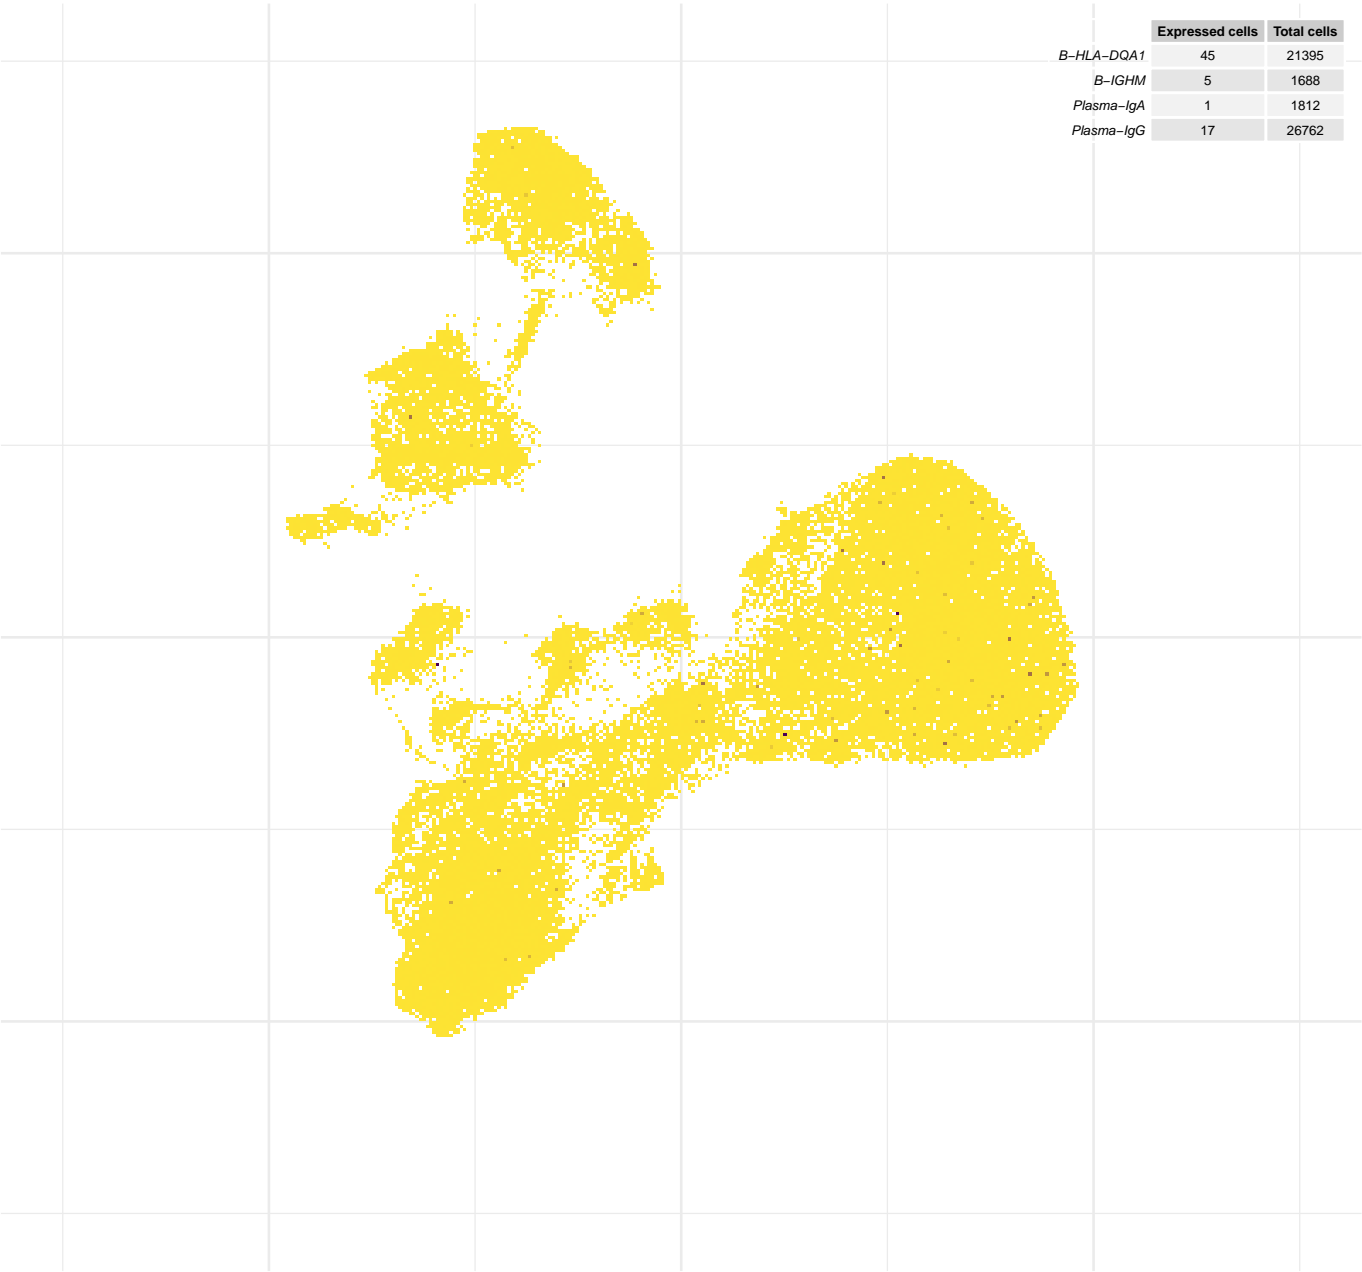 Expressed cells Total cells
B−HLA−DQA1 45 21395
B−IGHM 5 1688
Plasma−IgA 1 1812
Plasma−IgG 17 26762